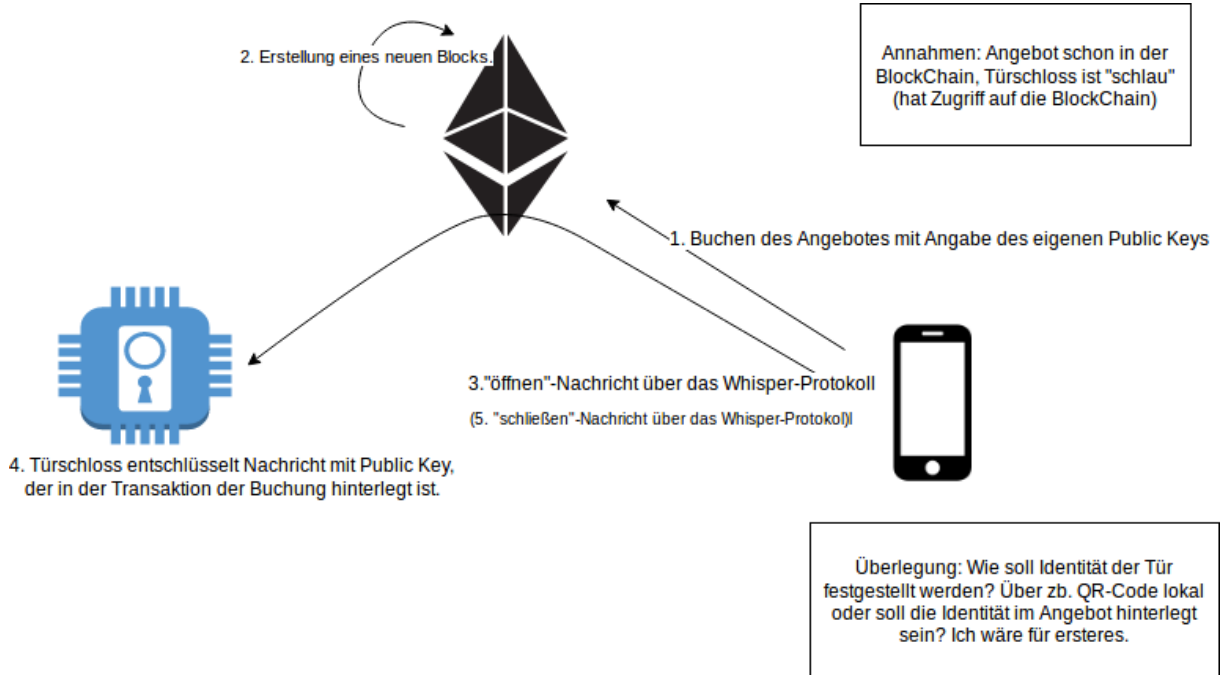 2. Erstellung eines neuen Blocks.
Annahmen: Angebot schon in der
BlockChain, Türschloss ist "schlau"
(hat Zugriff auf die BlockChain)
1. Buchen des Angebotes mit Angabe des eigenen Public Keys
3."öffnen"-Nachricht über das Whisper-Protokoll
(5. "schließen"-Nachricht über das Whisper-Protokol)l
4. Türschloss entschlüsselt Nachricht mit Public Key,
der in der Transaktion der Buchung hinterlegt ist.
Überlegung: Wie soll Identität der Tür
festgestellt werden? Über zb. QR-Code lokal
oder soll die Identität im Angebot hinterlegt
sein? Ich wäre für ersteres.